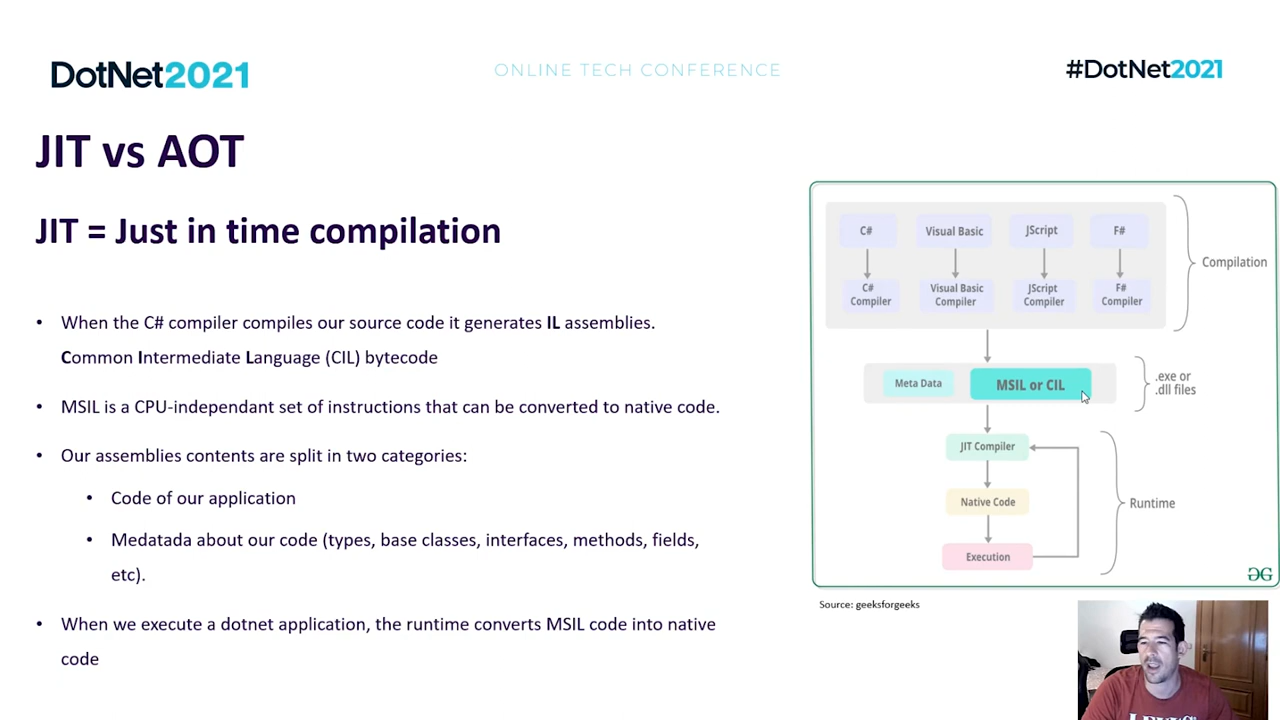 DotNet2021
ONLINE TECH CONFERENCE
#DotNet2021
JIT vs AOT
JIT = Just in time compilation
• When the C# compiler compiles our source code it generates IL assemblies.
Common Intermediate Language (CIL) bytecode
• MSIL is a CPU-independant set of instructions that can be converted to native code.
• Our assemblies contents are split in two categories:
• Code of our application
• Medatada about our code (types, base classes, interfaces, methods, fields,
etc).
• When we execute a dotnet application, the runtime converts MSIL code into native
code
C#
Visual Basic
JScript
F#
C#
Compiler
Visual Basic
Compiler
JScript
Compiler
F#
Compiler
Compilation
Meta Data
MSIL or CIL
.exe or
.dll files
JIT Compiler
Native Code
Execution
Runtime
Source: geeksforgeeks